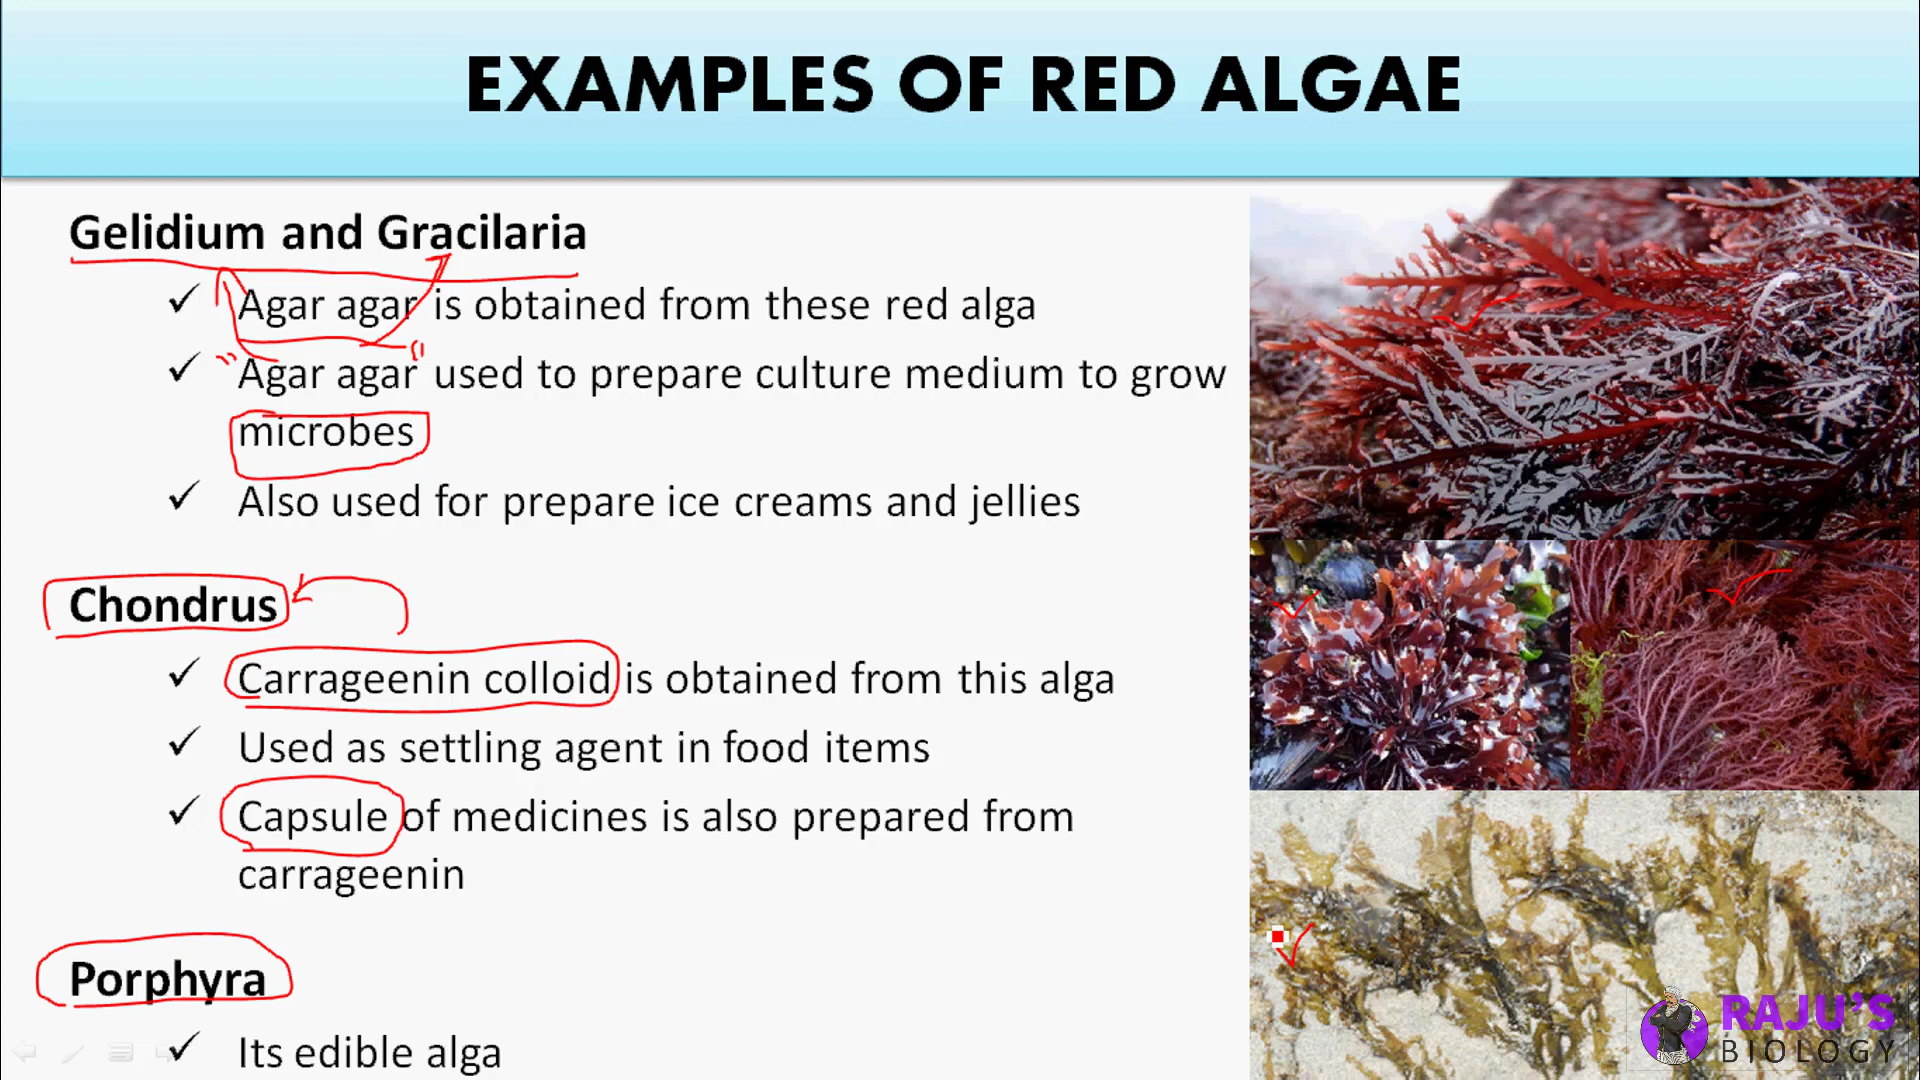 EXAMPLES OF RED ALGAE
Gelidium and Gracilaria
✓ Agar agar is obtained from these red alga
✓ "Agar agar" used to prepare culture medium to grow
microbes
✓ Also used for prepare ice creams and jellies
Chondrus
✓ Carrageenin colloid is obtained from this alga
✓ Used as settling agent in food items
✓ Capsule of medicines is also prepared from
carrageenin
Porphyra
✓ Its edible alga
RAJU'S
BIOLOGY